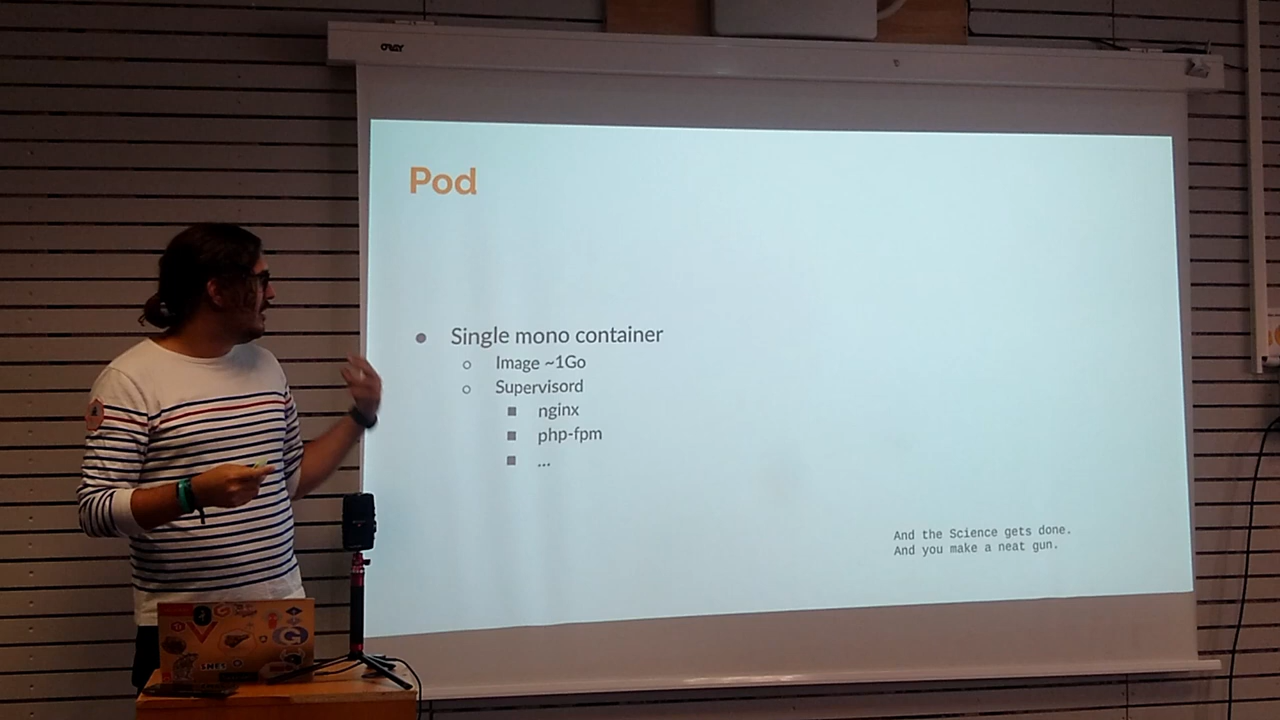 ORAY
Pod
● Single mono container
○ Image ~1Go
○ Supervisord
■ nginx
■ php-fpm
■ ...
And the Science gets done.
And you make a neat gun.